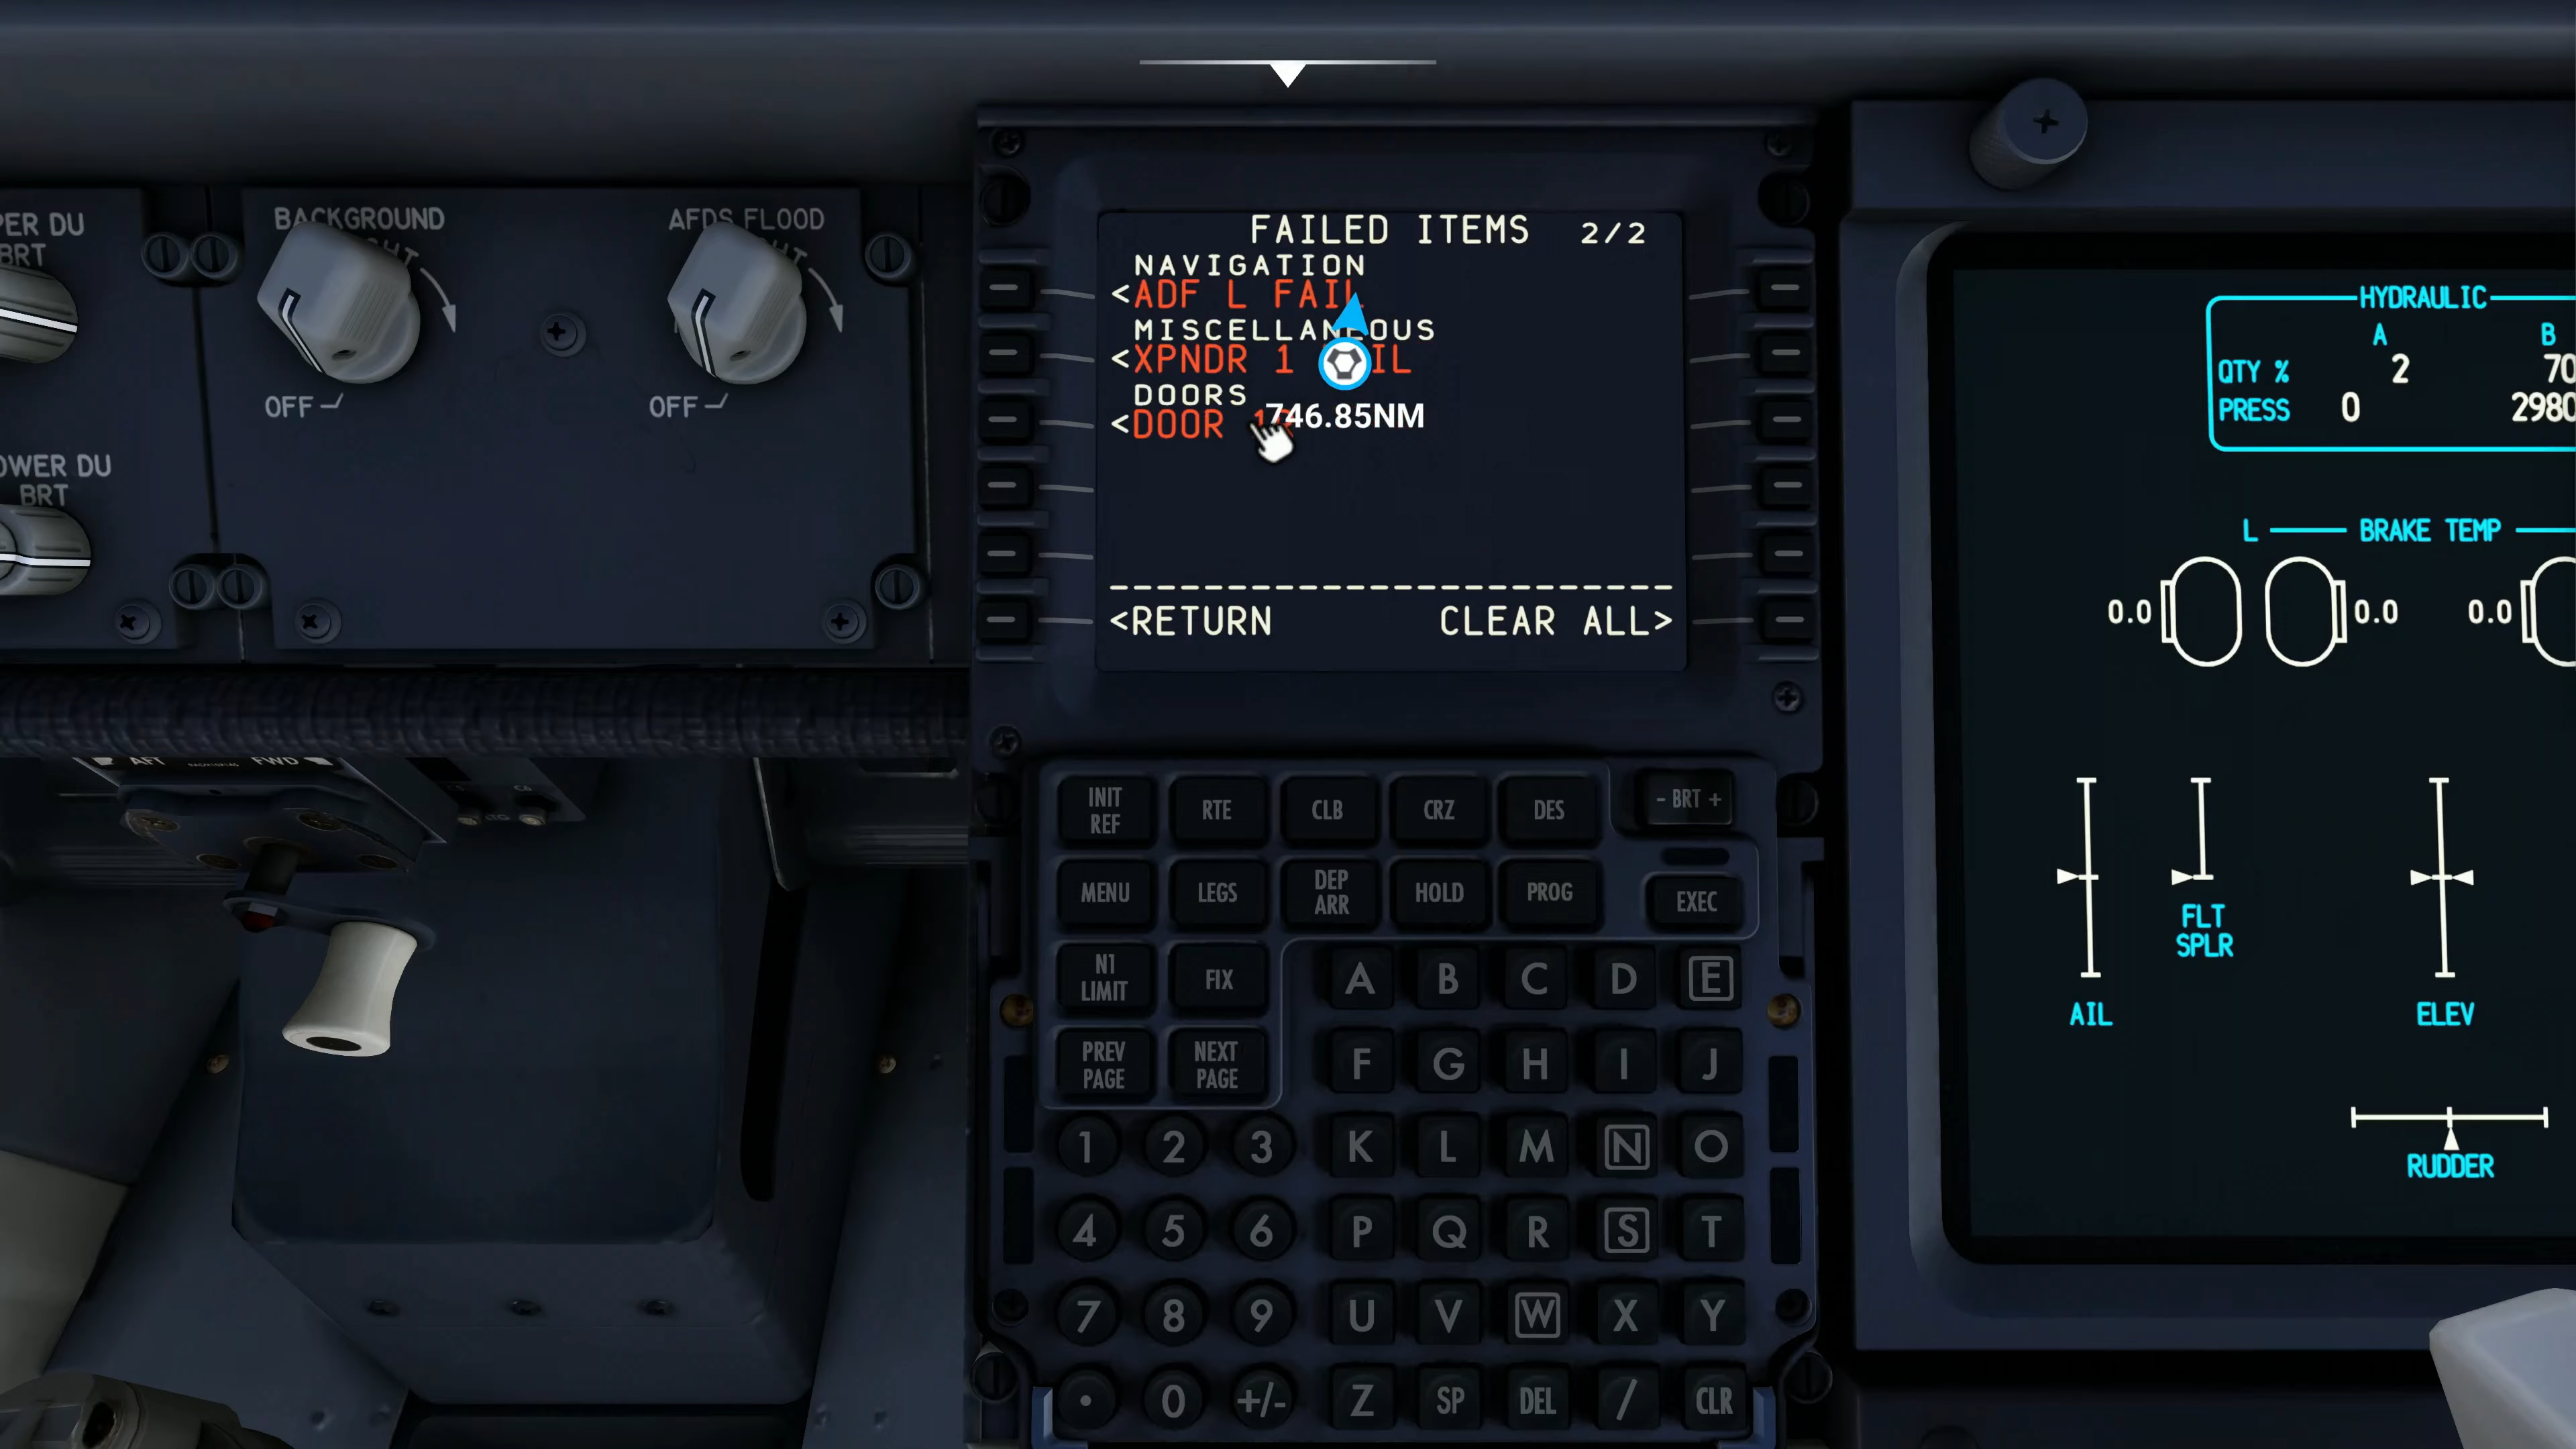 PER DU
BRT
BACKGROUND
OFF
AFDS FLOOD
OFF
OWER DU
BRT
AFT
FWD
FAILED ITEMS 2/2
NAVIGATION
<ADF L FAIL
MISCELLANEOUS
<XPNDR 1 IL
DOORS
<DOOR
746.85NM
<RETURN CLEAR ALL>
INIT REF
RTE
CLB
CRZ
DES
- BRT +
MENU
LEGS
DEP ARR
HOLD
PROG
EXEC
N1 LIMIT
FIX
A B C D E
PREV PAGE
NEXT PAGE
F G H I J
1 2 3 K L M N O
4 5 6 P Q R S T
7 8 9 U V W X Y
. 0 +/- Z SP DEL / CLR
HYDRAULIC
A B
QTY % 2 70
PRESS 0 2980
L BRAKE TEMP
0.0 0.0 0.0
FLT
SPLR
AIL
ELEV
RUDDER